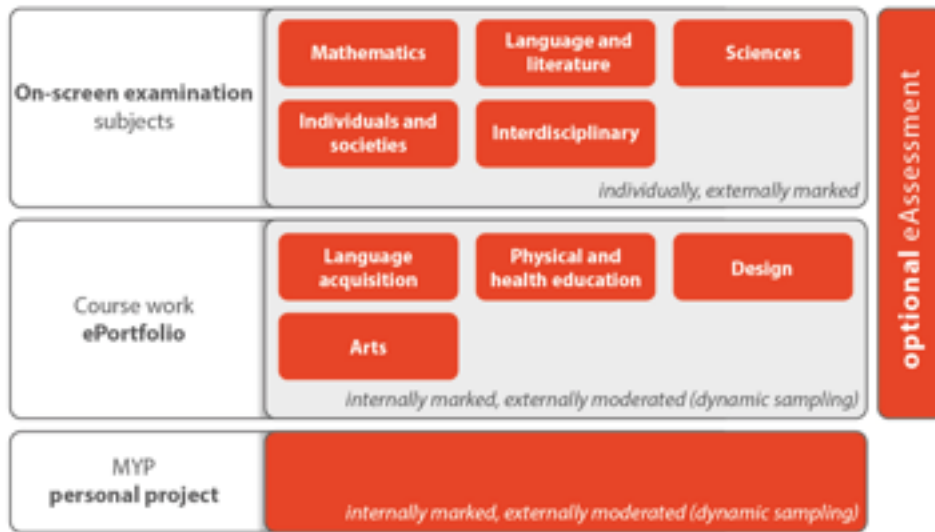 On-screen examination
subjects
Mathematics
Language and
literature
Sciences
Individuals and
societies
Interdisciplinary
individually, externally marked
Course work
ePortfolio
Language
acquisition
Physical and
health education
Design
Arts
internally marked, externally moderated (dynamic sampling)
MYP
personal project
internally marked, externally moderated (dynamic sampling)
optional eAssessment